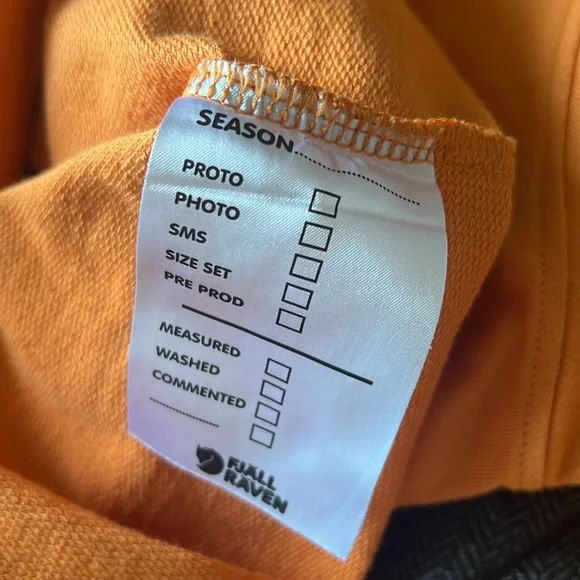 SEASON..............................
PROTO
PHOTO
SMS
SIZE SET
PRE PROD
MEASURED
WASHED
COMMENTED
....................
FJÄLL
RÄVEN